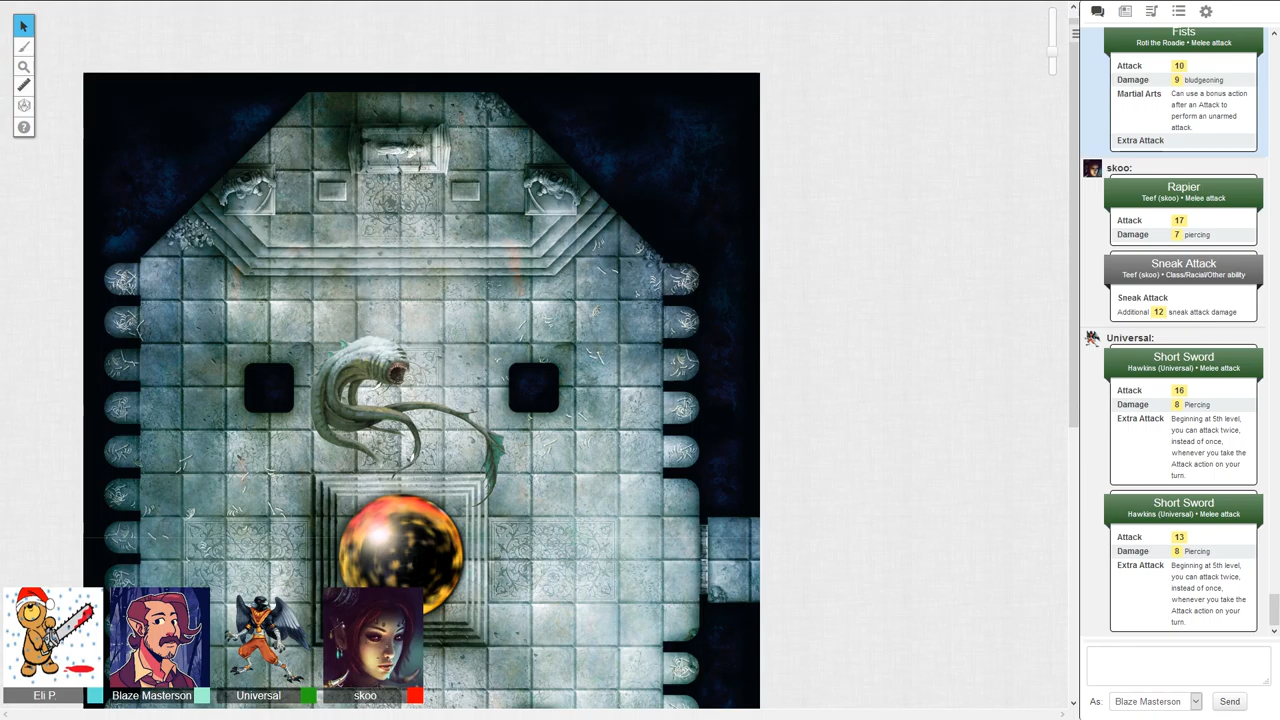 Fists
Roti the Roadie • Melee attack
Attack 10
Damage 9 bludgeoning
Martial Arts Can use a bonus action
after an Attack to
perform an unarmed
attack.
Extra Attack
skoo:
Rapier
Teef (skoo) • Melee attack
Attack 17
Damage 7 piercing
Sneak Attack
Teef (skoo) • Class/Racial/Other ability
Sneak Attack
Additional 12 sneak attack damage
Universal:
Short Sword
Hawkins (Universal) • Melee attack
Attack 16
Damage 8 Piercing
Extra Attack Beginning at 5th level,
you can attack twice,
instead of once,
whenever you take the
Attack action on your
turn.
Short Sword
Hawkins (Universal) • Melee attack
Attack 13
Damage 8 Piercing
Extra Attack Beginning at 5th level,
you can attack twice,
instead of once,
whenever you take the
Attack action on your
turn.
Eli P.
Blaze Masterson
Universal
skoo
As: Blaze Masterson Send